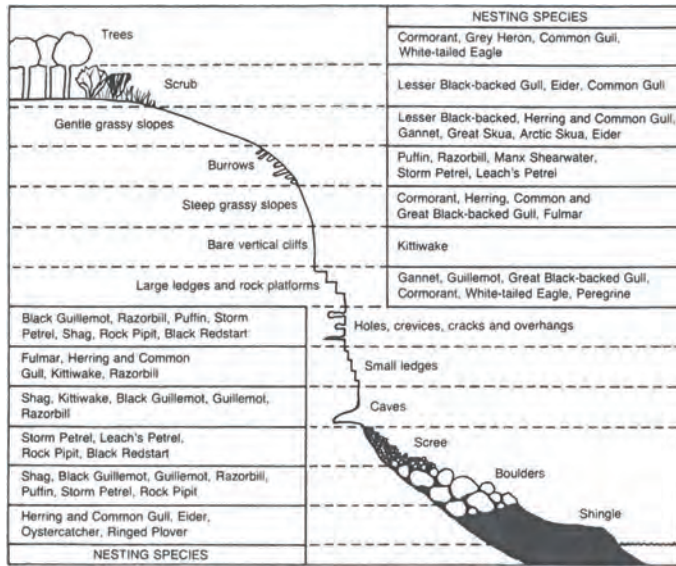 NESTING SPECIES
Trees
Cormorant, Grey Heron, Common Gull,
White-tailed Eagle
Scrub
Lesser Black-backed Gull, Eider, Common Gull
Gentle grassy slopes
Lesser Black-backed, Herring and Common Gull,
Gannet, Great Skua, Arctic Skua, Eider
Burrows
Puffin, Razorbill, Manx Shearwater,
Storm Petrel, Leach's Petrel
Steep grassy slopes
Cormorant, Herring, Common and
Great Black-backed Gull, Fulmar
Bare vertical cliffs
Kittiwake
Large ledges and rock platforms
Gannet, Guillemot, Great Black-backed Gull,
Cormorant, White-tailed Eagle, Peregrine
Black Guillemot, Razorbill, Puffin, Storm
Petrel, Shag, Rock Pipit, Black Redstart
Holes, crevices, cracks and overhangs
Fulmar, Herring and Common
Gull, Kittiwake, Razorbill
Small ledges
Shag, Kittiwake, Black Guillemot, Guillemot,
Razorbill
Caves
Storm Petrel, Leach's Petrel,
Rock Pipit, Black Redstart
Scree
Shag, Black Guillemot, Guillemot, Razorbill,
Puffin, Storm Petrel, Rock Pipit
Boulders
Herring and Common Gull, Eider,
Oystercatcher, Ringed Plover
Shingle
NESTING SPECIES